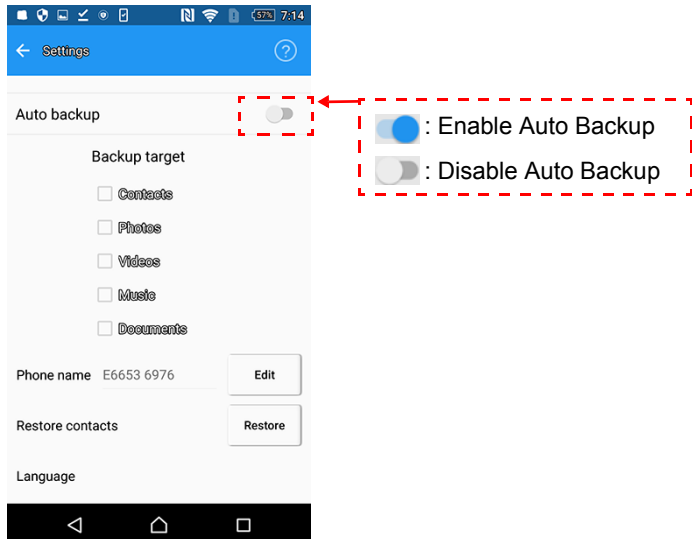 57% 7:14
Settings
Auto backup
Backup target
Contacts
Photos
Videos
Music
Documents
Phone name E6653 6976 Edit
Restore contacts Restore
Language
: Enable Auto Backup
: Disable Auto Backup